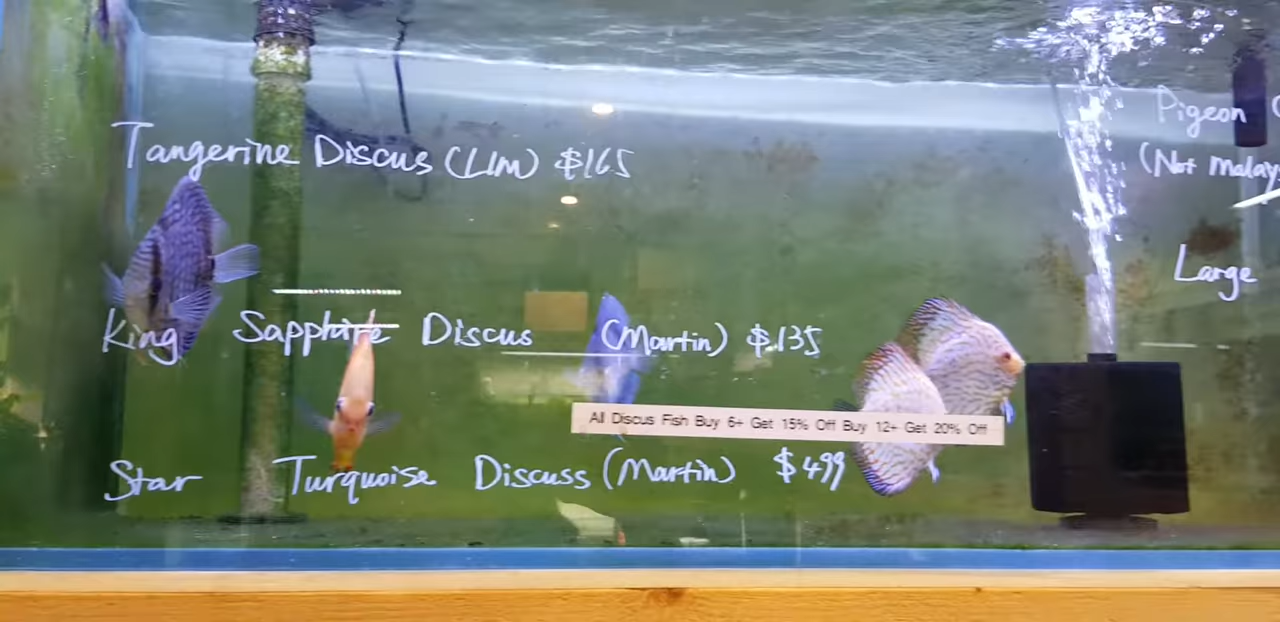 Tangerine Discus (LIM) $165
King Sapphire Discus (Martin) $135
All Discus Fish Buy 6+ Get 15% Off Buy 12+ Get 20% Off
Star Turquoise Discuss (Martin) $499
Pigeon
(Not malay
Large